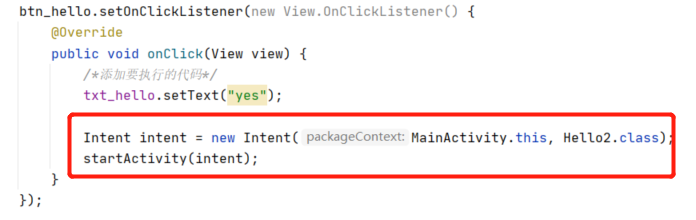 btn_hello.setOnClickListener(new View.OnClickListener() {
@Override
public void onClick(View view) {
/*添加要执行的代码*/
txt_hello.setText("yes");
Intent intent = new Intent( packageContext: MainActivity.this, Hello2.class);
startActivity(intent);
}
});